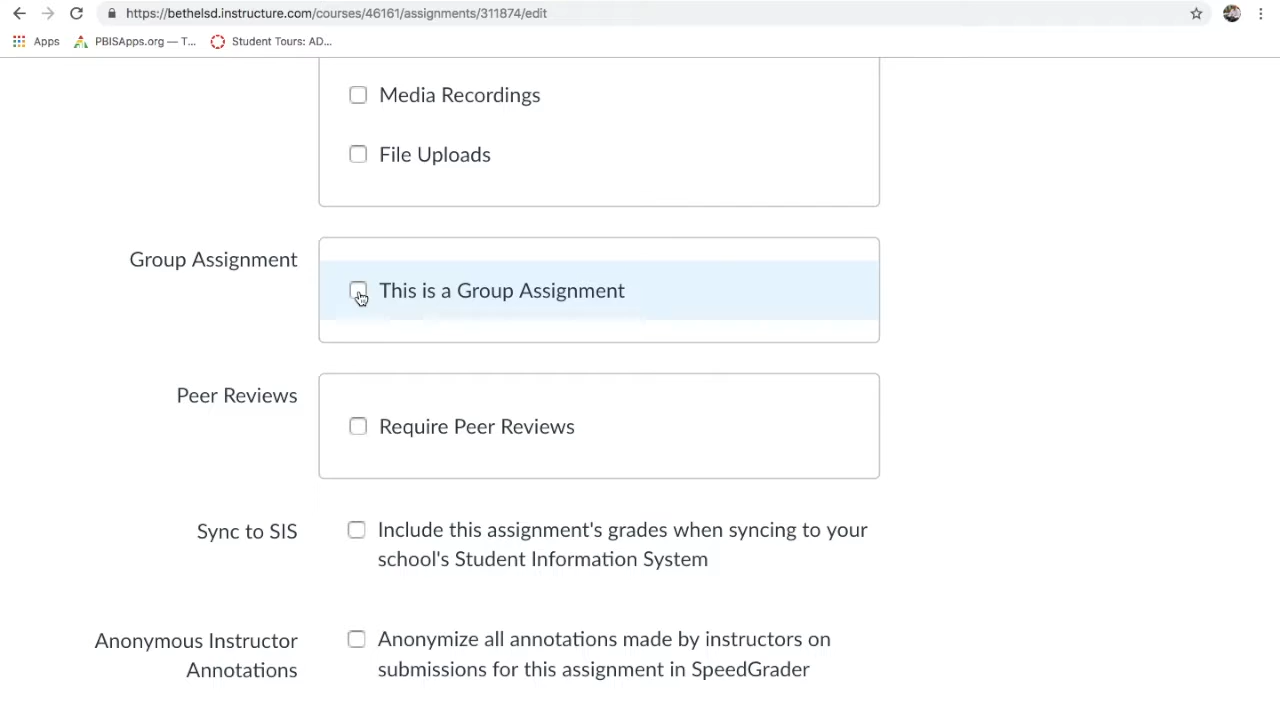 https://bethelsd.instructure.com/courses/46161/assignments/311874/edit
Apps PBISApps.org — T... Student Tours: AD...
Media Recordings
File Uploads
Group Assignment
This is a Group Assignment
Peer Reviews
Require Peer Reviews
Sync to SIS
Include this assignment's grades when syncing to your
school's Student Information System
Anonymous Instructor
Annotations
Anonymize all annotations made by instructors on
submissions for this assignment in SpeedGrader